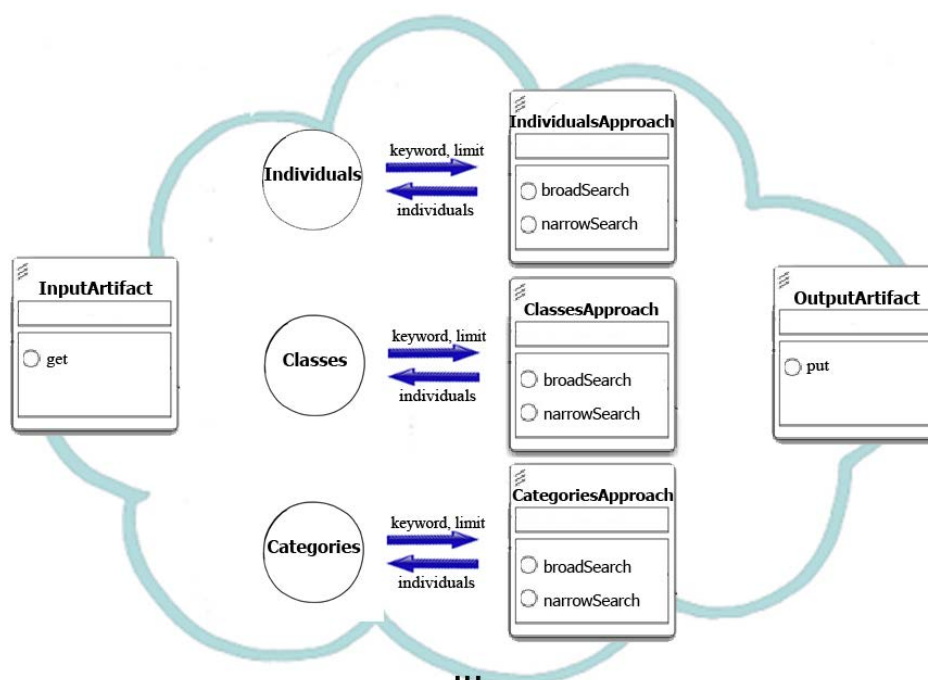 IndividualsApproach
keyword, limit
Individuals
individuals
broadSearch
narrowSearch
InputArtifact
get
ClassesApproach
keyword, limit
Classes
individuals
broadSearch
narrowSearch
OutputArtifact
put
CategoriesApproach
keyword, limit
Categories
individuals
broadSearch
narrowSearch
...